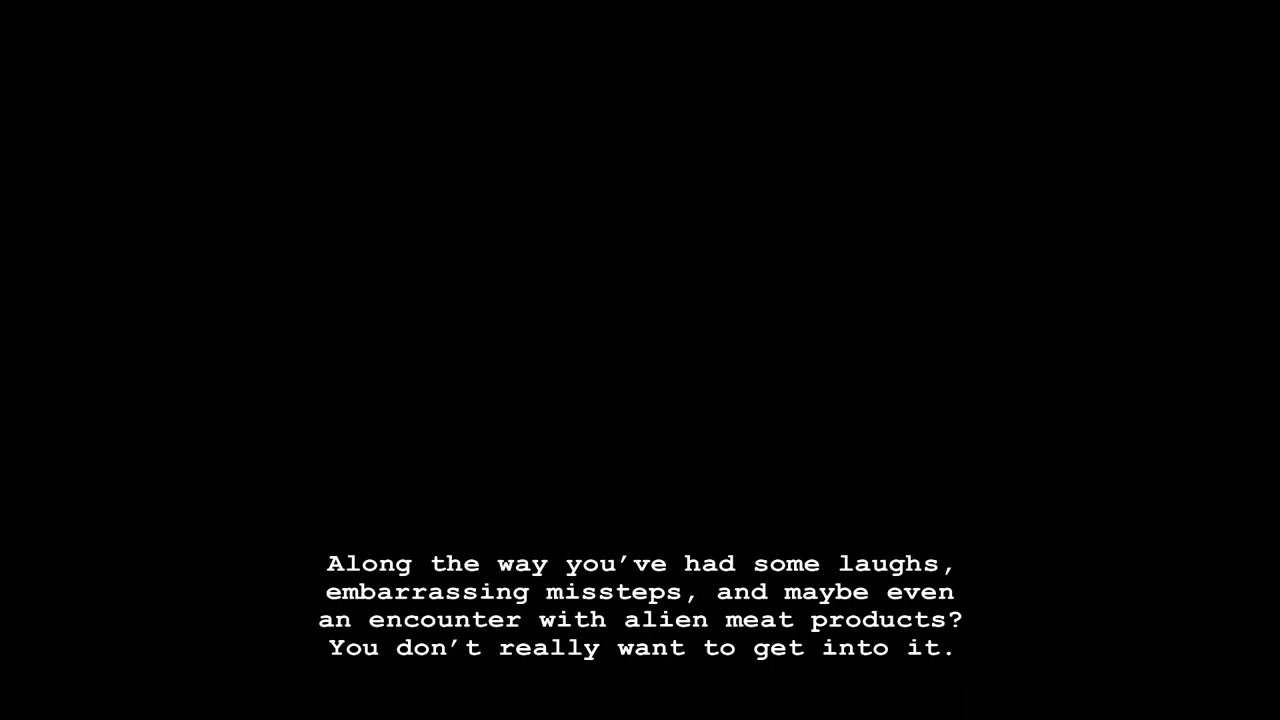 Along the way you’ve had some laughs,
embarrassing missteps, and maybe even
an encounter with alien meat products?
You don’t really want to get into it.